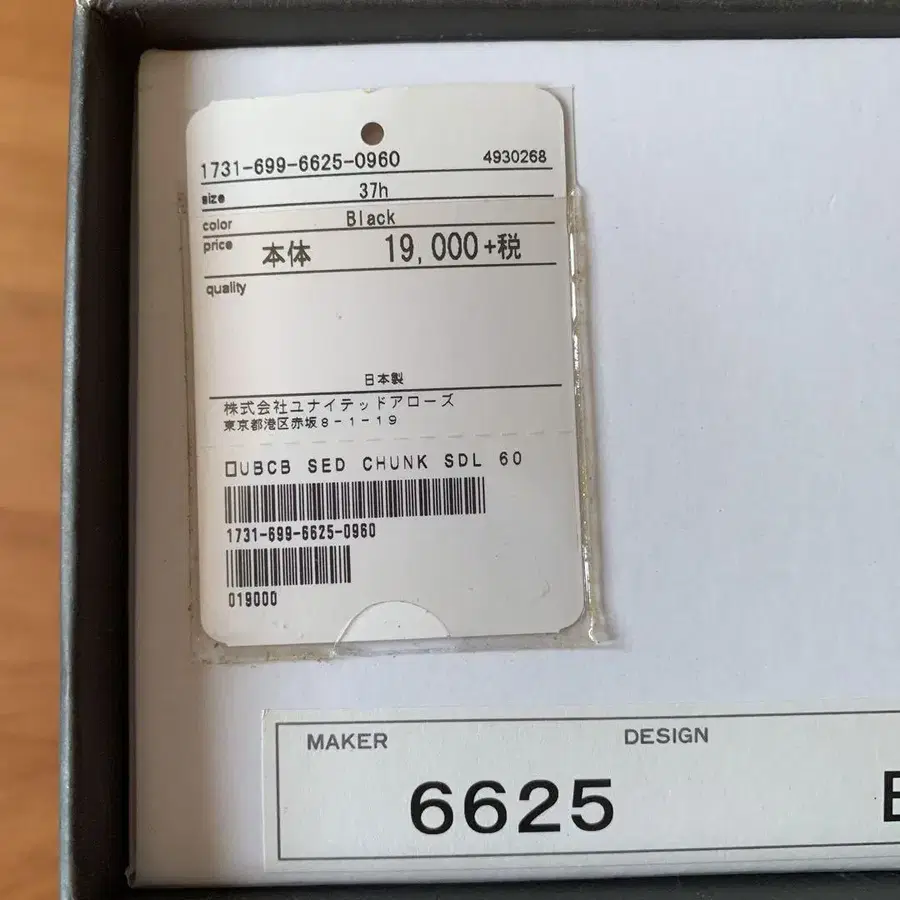 1731-699-6625-0960 4930268
size 37h
color Black
price 本体 19,000+税
quality
日本製
株式会社ユナイテッドアローズ
東京都港区赤坂8-1-19
□UBCB SED CHUNK SDL 60
1731-699-6625-0960
019000
MAKER DESIGN
6625